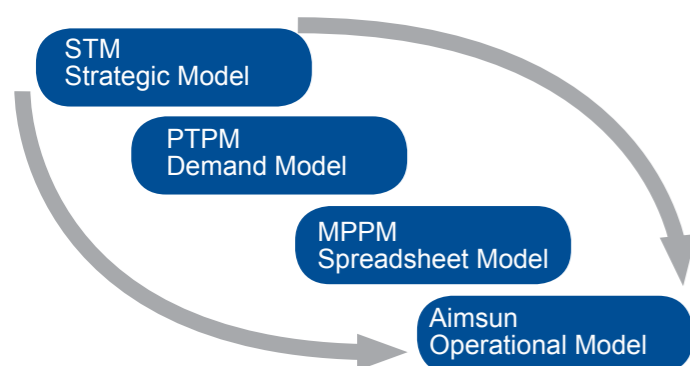 STM
Strategic Model
PTPM
Demand Model
MPPM
Spreadsheet Model
Aimsun
Operational Model